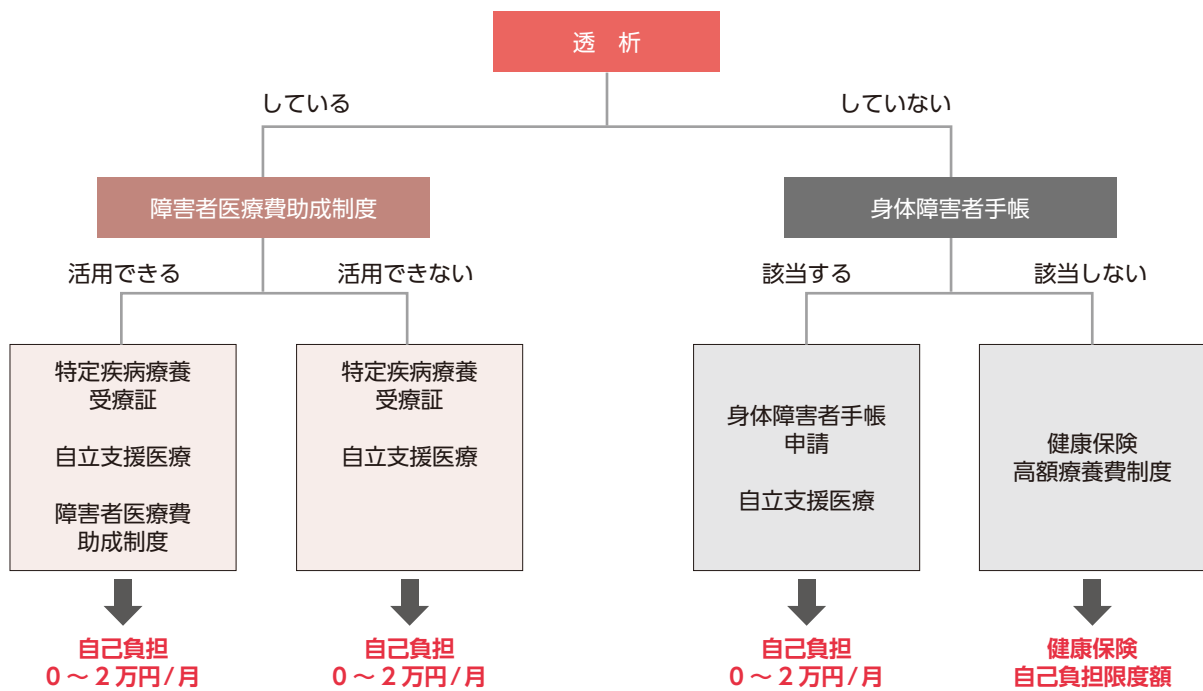 透　析
している
していない
障害者医療費助成制度
身体障害者手帳
活用できる
活用できない
該当する
該当しない
特定疾病療養
受療証
自立支援医療
障害者医療費
助成制度
特定疾病療養
受療証
自立支援医療
身体障害者手帳
申請
自立支援医療
健康保険
高額療養費制度
自己負担
0～2万円/月
自己負担
0～2万円/月
自己負担
0～2万円/月
健康保険
自己負担限度額